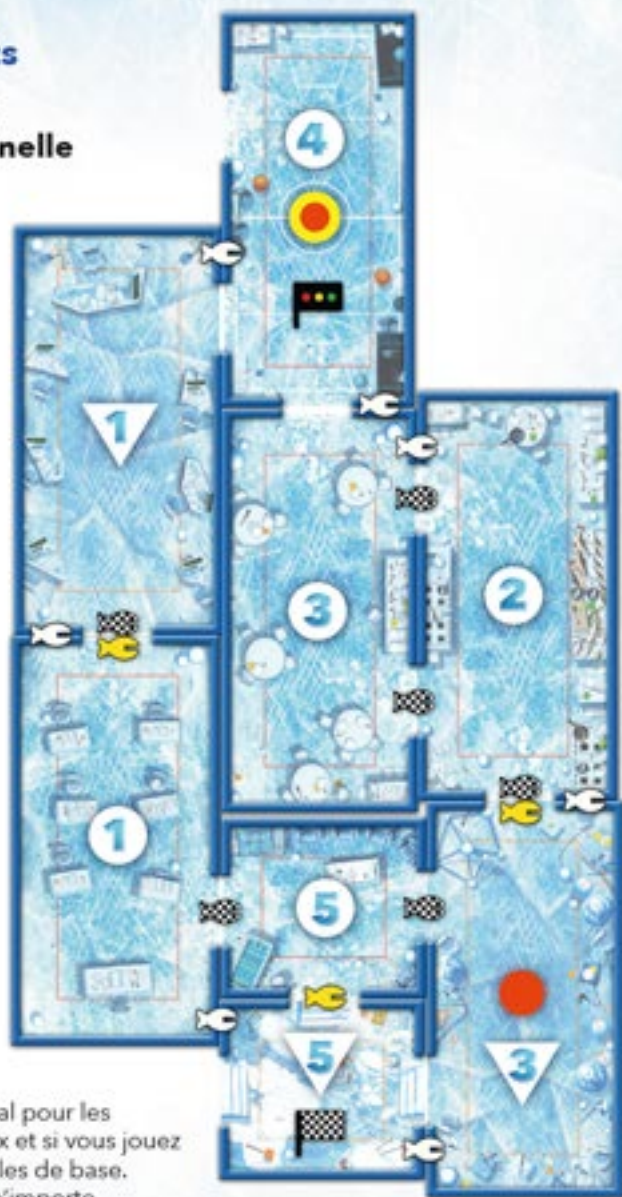 s
nelle
4
1
3
2
1
5
5
3
al pour les
x et si vous jouez
les de base.
n'importe